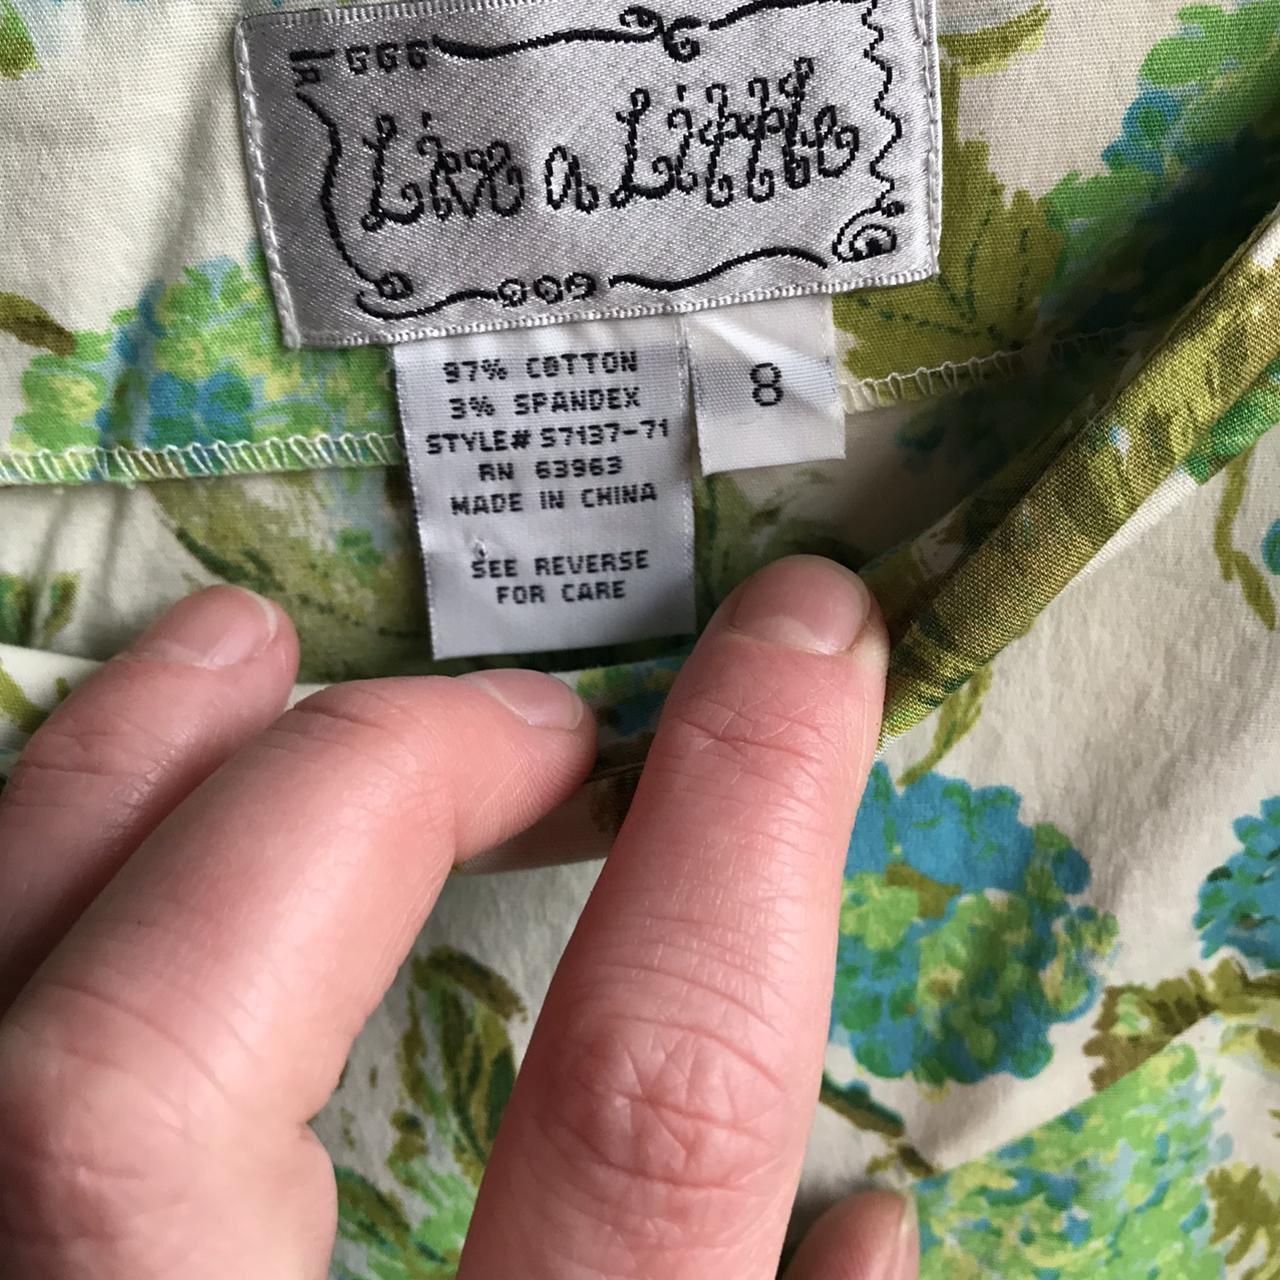 Live a Little
97% COTTON
3% SPANDEX
STYLE# 57137-71
RN 63963
MADE IN CHINA
SEE REVERSE
FOR CARE
8